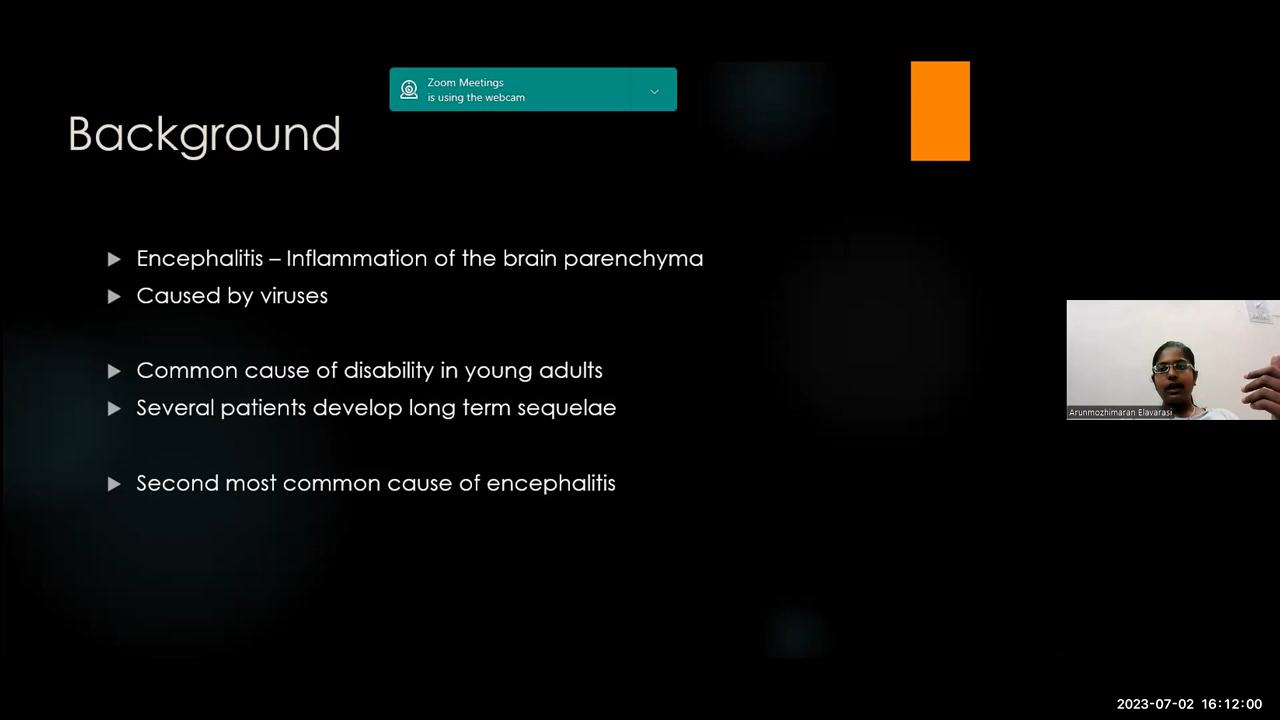 Zoom Meetings
is using the webcam
Background
Encephalitis – Inflammation of the brain parenchyma
Caused by viruses
Common cause of disability in young adults
Several patients develop long term sequelae
Second most common cause of encephalitis
Arunmozhimaran Elavarasi
2023-07-02 16:12:00